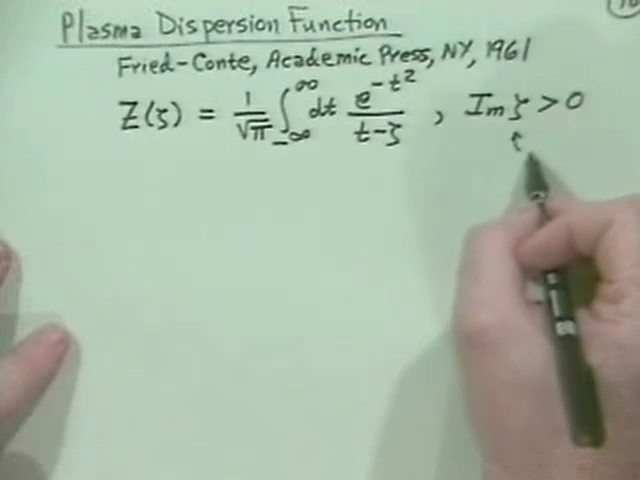 Plasma Dispersion Function
Fried-Conte, Academic Press, NY, 1961
Z(ζ) = 1/√π ∫_{-∞}^{∞} dt e^{-t²}/(t-ζ) , Im ζ > 0